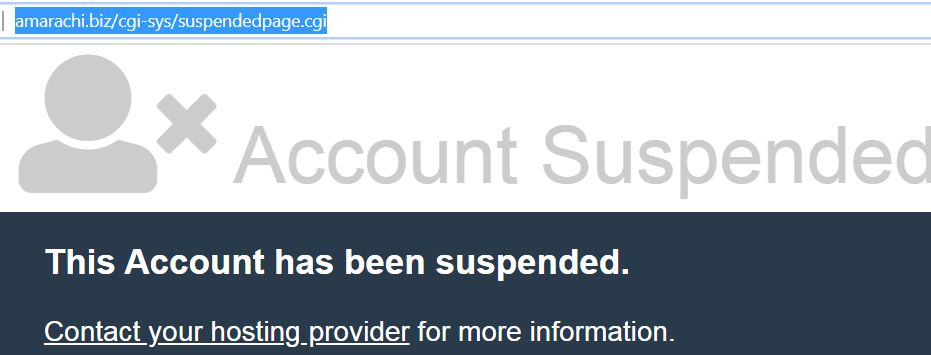 amarachi.biz/cgi-sys/suspendedpage.cgi
Account Suspended
This Account has been suspended.
Contact your hosting provider for more information.